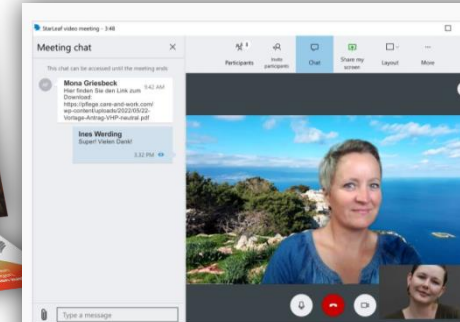 StarLeaf video meeting - 3:48
Meeting chat
This chat can be accessed until the meeting ends
Mona Griesbeck
5:42 AM
Hier finden Sie den Link zum
Download:
https://pflege.care-and-work.com/
wp-content/uploads/2022/03/22-
Vorlage-Antrag-VHP-neutral.pdf
Ines Werding
Super! Vielen Dank!
3:32 PM
Type a message
Participants
Invite
participants
Chat
Share my
screen
Layout
More